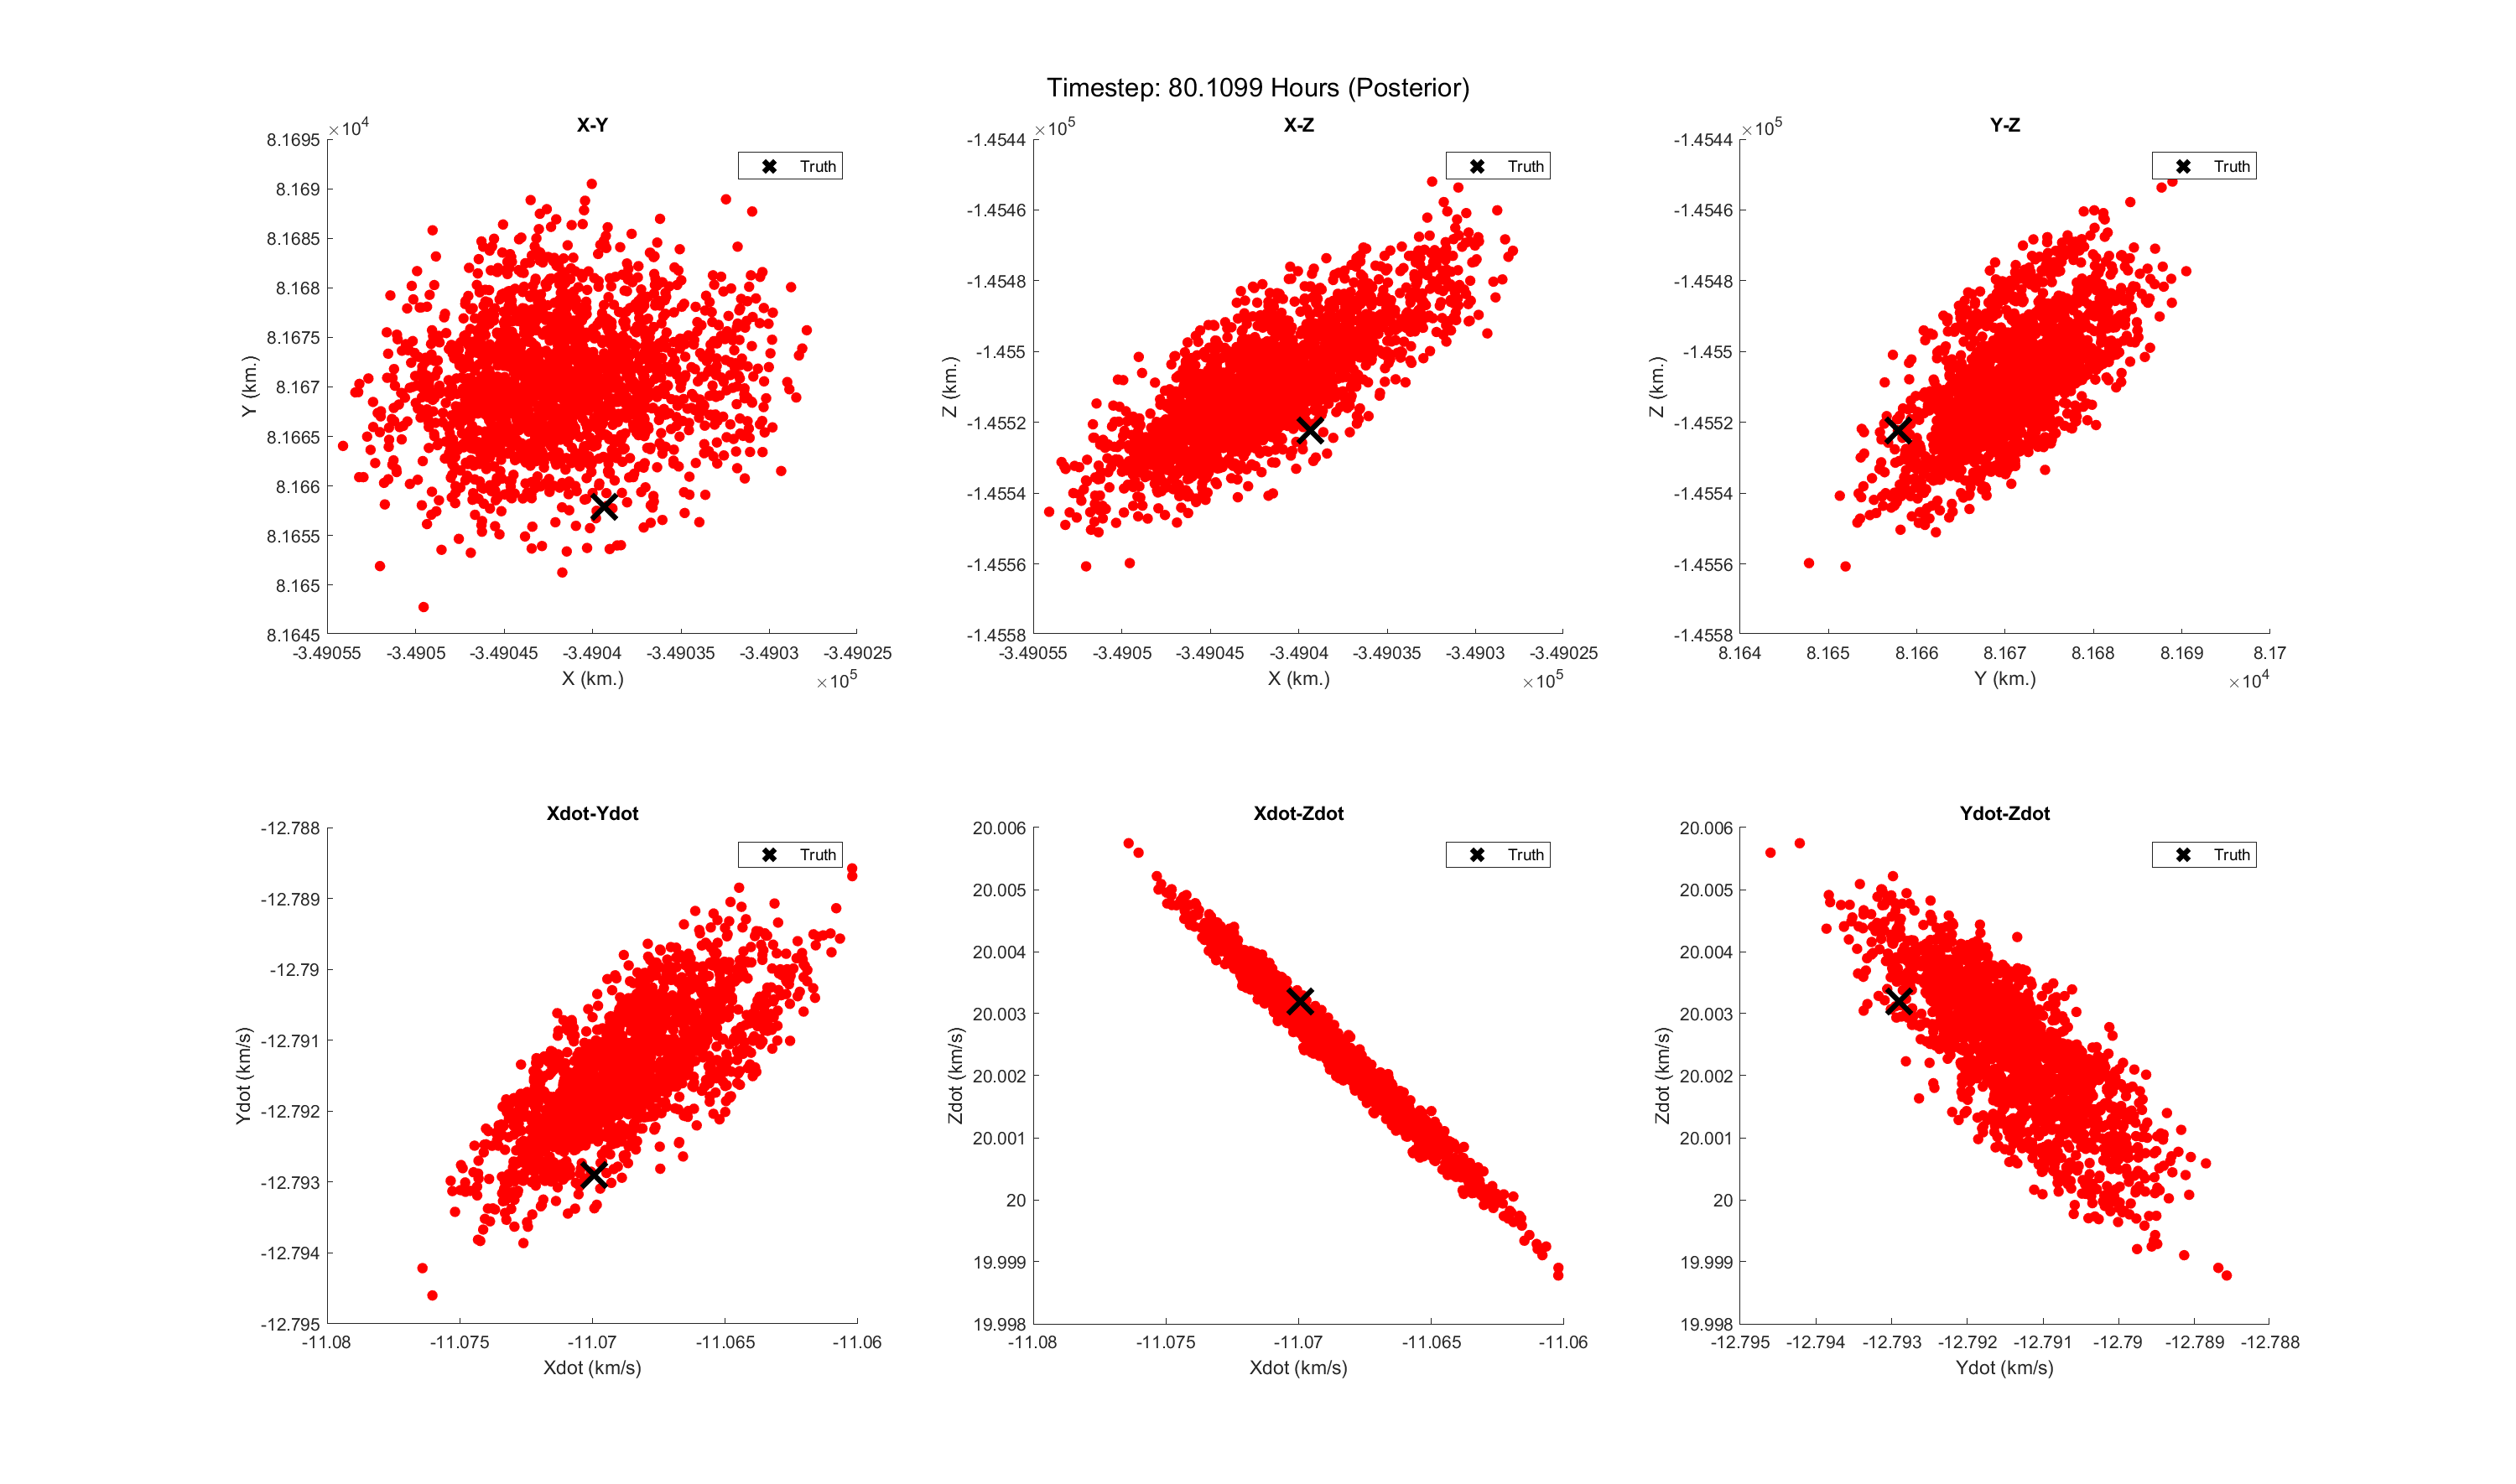 Timestep: 80.1099 Hours (Posterior)
X-Y
×10^4
8.1695
8.169
8.1685
8.168
8.1675
8.167
8.1665
8.166
8.1655
8.165
8.1645
Y (km.)
Truth
-3.49055 -3.4905 -3.49045 -3.4904 -3.49035 -3.4903 -3.49025
X (km.)
×10^5
X-Z
×10^5
-1.4544
-1.4546
-1.4548
-1.455
-1.4552
-1.4554
-1.4556
-1.4558
Z (km.)
Truth
-3.49055 -3.4905 -3.49045 -3.4904 -3.49035 -3.4903 -3.49025
X (km.)
×10^5
Y-Z
×10^5
-1.4544
-1.4546
-1.4548
-1.455
-1.4552
-1.4554
-1.4556
-1.4558
Z (km.)
Truth
8.164 8.165 8.166 8.167 8.168 8.169 8.17
Y (km.)
×10^4
Xdot-Ydot
-12.788
-12.789
-12.79
-12.791
-12.792
-12.793
-12.794
-12.795
Ydot (km/s)
Truth
-11.08 -11.075 -11.07 -11.065 -11.06
Xdot (km/s)
Xdot-Zdot
20.006
20.005
20.004
20.003
20.002
20.001
20
19.999
19.998
Zdot (km/s)
Truth
-11.08 -11.075 -11.07 -11.065 -11.06
Xdot (km/s)
Ydot-Zdot
20.006
20.005
20.004
20.003
20.002
20.001
20
19.999
19.998
Zdot (km/s)
Truth
-12.795 -12.794 -12.793 -12.792 -12.791 -12.79 -12.789 -12.788
Ydot (km/s)